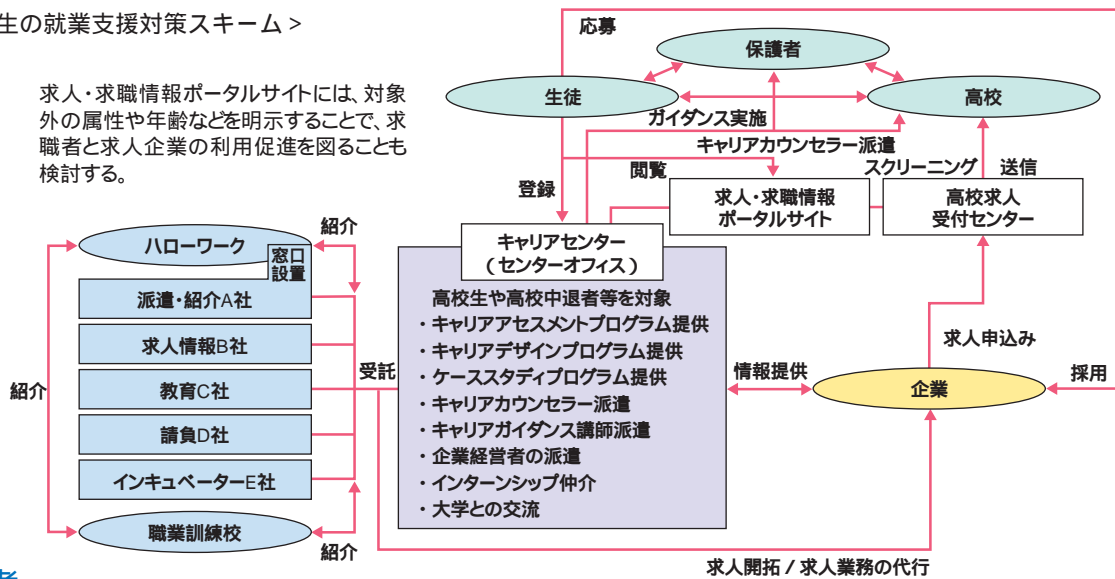 生の就業支援対策スキーム>
求人・求職情報ポータルサイトには、対象
外の属性や年齢などを明示することで、求
職者と求人企業の利用促進を図ることも
検討する。
応募
保護者
生徒
高校
ガイダンス実施
キャリアカウンセラー派遣
閲覧
スクリーニング
送信
登録
求人・求職情報
ポータルサイト
高校求人
受付センター
紹介
ハローワーク
窓口
設置
キャリアセンター
(センターオフィス)
派遣・紹介A社
求人情報B社
教育C社
請負D社
インキュベーターE社
職業訓練校
紹介
紹介
受託
高校生や高校中退者等を対象
・キャリアアセスメントプログラム提供
・キャリアデザインプログラム提供
・ケーススタディプログラム提供
・キャリアカウンセラー派遣
・キャリアガイダンス講師派遣
・企業経営者の派遣
・インターンシップ仲介
・大学との交流
情報提供
求人申込み
企業
採用
求人開拓/求人業務の代行